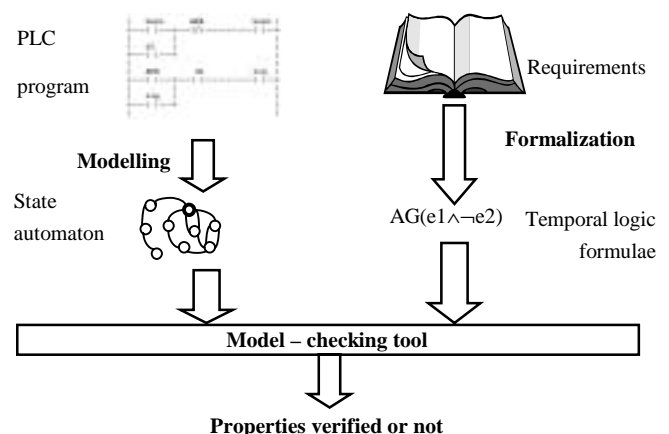 PLC
program
Requirements
Modelling
Formalization
State
automaton
AG(e1∧¬e2)
Temporal logic
formulae
Model – checking tool
Properties verified or not